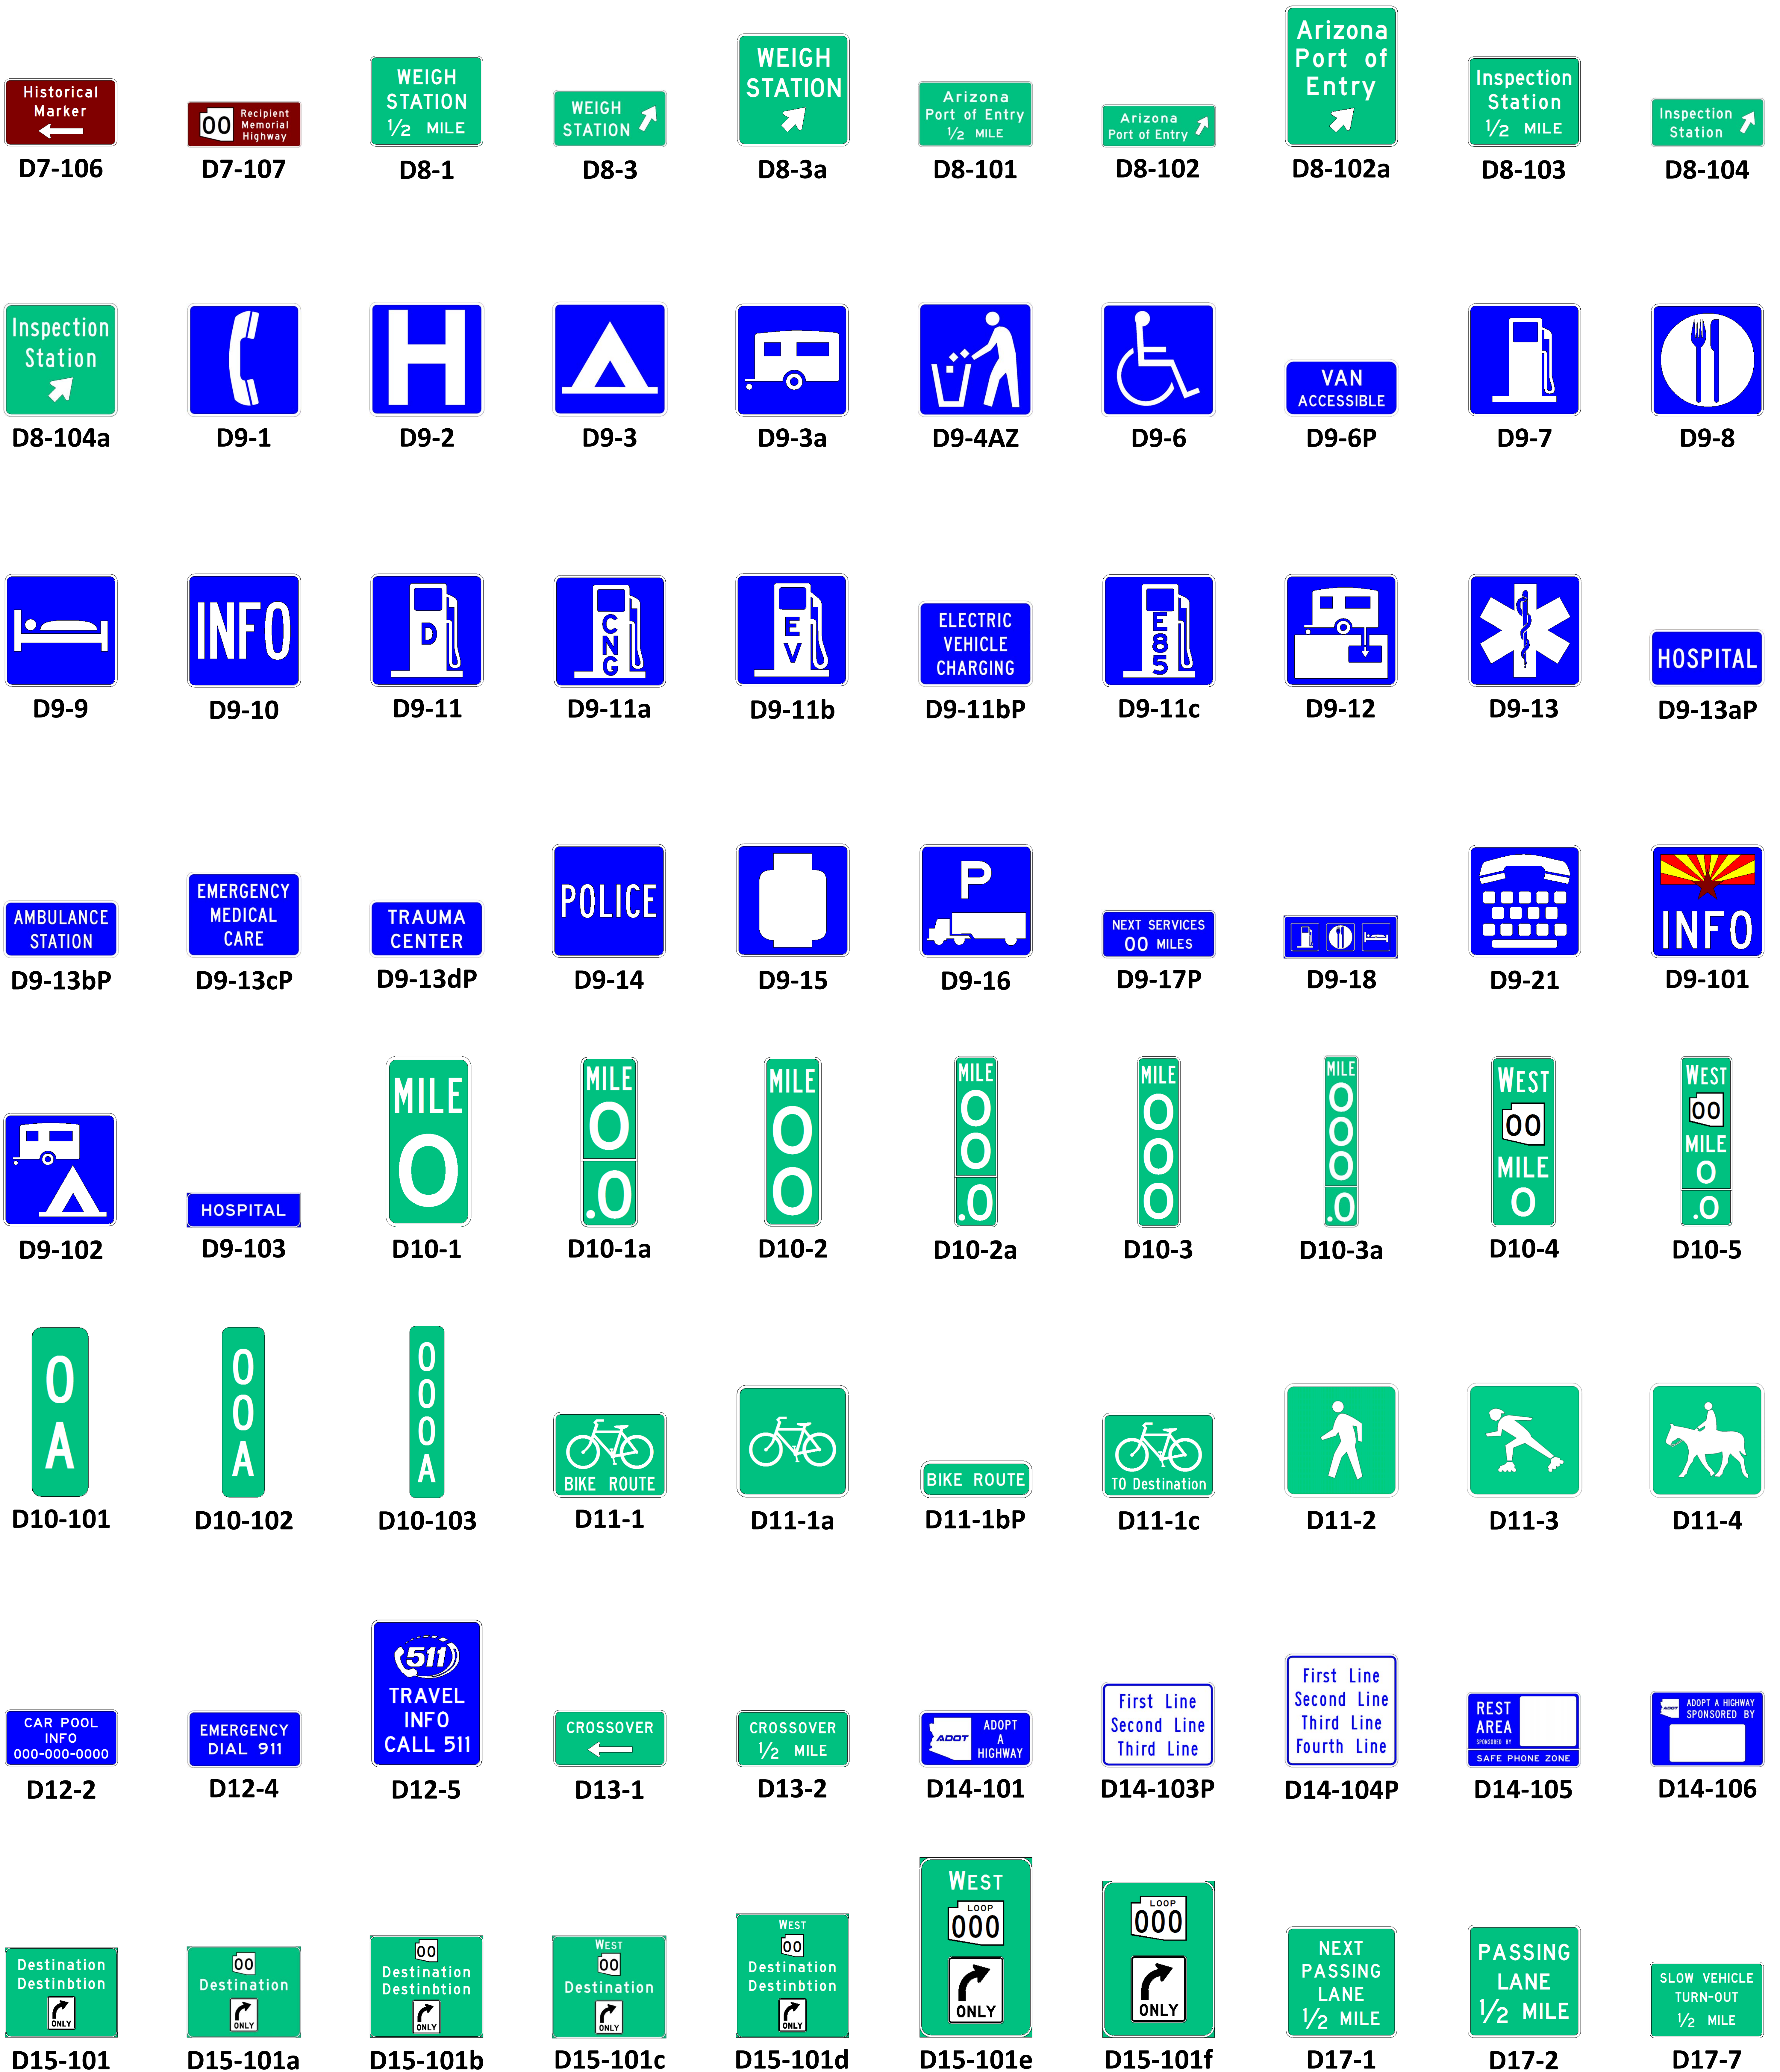 Historical
Marker
D7-106
00
Recipient
Memorial
Highway
D7-107
WEIGH
STATION
1/2 MILE
D8-1
WEIGH
STATION
D8-3
WEIGH
STATION
D8-3a
Arizona
Port of Entry
1/2 MILE
D8-101
Arizona
Port of Entry
D8-102
Arizona
Port of
Entry
D8-102a
Inspection
Station
1/2 MILE
D8-103
Inspection
Station
D8-104
Inspection
Station
D8-104a
D9-1
H
D9-2
D9-3
D9-3a
D9-4AZ
D9-6
VAN
ACCESSIBLE
D9-6P
D9-7
D9-8
D9-9
INFO
D9-10
D
D9-11
CNG
D9-11a
EV
D9-11b
ELECTRIC
VEHICLE
CHARGING
D9-11bP
E85
D9-11c
D9-12
D9-13
HOSPITAL
D9-13aP
AMBULANCE
STATION
D9-13bP
EMERGENCY
MEDICAL
CARE
D9-13cP
TRAUMA
CENTER
D9-13dP
POLICE
D9-14
D9-15
P
D9-16
NEXT SERVICES
00 MILES
D9-17P
D9-18
D9-21
INFO
D9-101
D9-102
HOSPITAL
D9-103
MILE
0
D10-1
MILE
0
.0
D10-1a
MILE
0
0
D10-2
MILE
0
0
.0
D10-2a
MILE
0
0
0
D10-3
MILE
0
0
0
.0
D10-3a
WEST
00
MILE
0
D10-4
WEST
00
MILE
0
.0
D10-5
0
A
D10-101
0
0
A
D10-102
0
0
0
A
D10-103
BIKE ROUTE
D11-1
D11-1a
BIKE ROUTE
D11-1bP
TO Destination
D11-1c
D11-2
D11-3
D11-4
CAR POOL
INFO
000-000-0000
D12-2
EMERGENCY
DIAL 911
D12-4
511
TRAVEL
INFO
CALL 511
D12-5
CROSSOVER
D13-1
CROSSOVER
1/2 MILE
D13-2
ADOT
ADOPT
A
HIGHWAY
D14-101
First Line
Second Line
Third Line
D14-103P
First Line
Second Line
Third Line
Fourth Line
D14-104P
REST
AREA
SPONSORED BY
SAFE PHONE ZONE
D14-105
ADOT
ADOPT A HIGHWAY
SPONSORED BY
D14-106
Destination
Destinbtion
ONLY
D15-101
00
Destination
ONLY
D15-101a
00
Destination
Destinbtion
ONLY
D15-101b
WEST
00
Destination
ONLY
D15-101c
WEST
00
Destination
Destinbtion
ONLY
D15-101d
WEST
LOOP
000
ONLY
D15-101e
LOOP
000
ONLY
D15-101f
NEXT
PASSING
LANE
1/2 MILE
D17-1
PASSING
LANE
1/2 MILE
D17-2
SLOW VEHICLE
TURN-OUT
1/2 MILE
D17-7